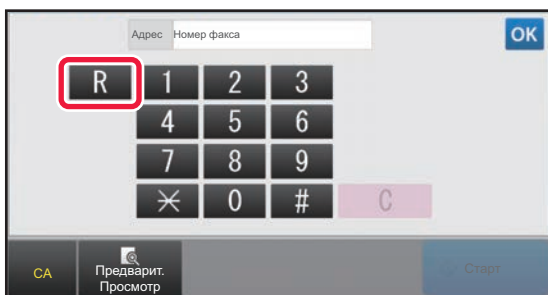 Адрес Номер факса
OK
R 1 2 3
4 5 6
7 8 9
* 0 # C
CA
Предварит.
Просмотр
Старт